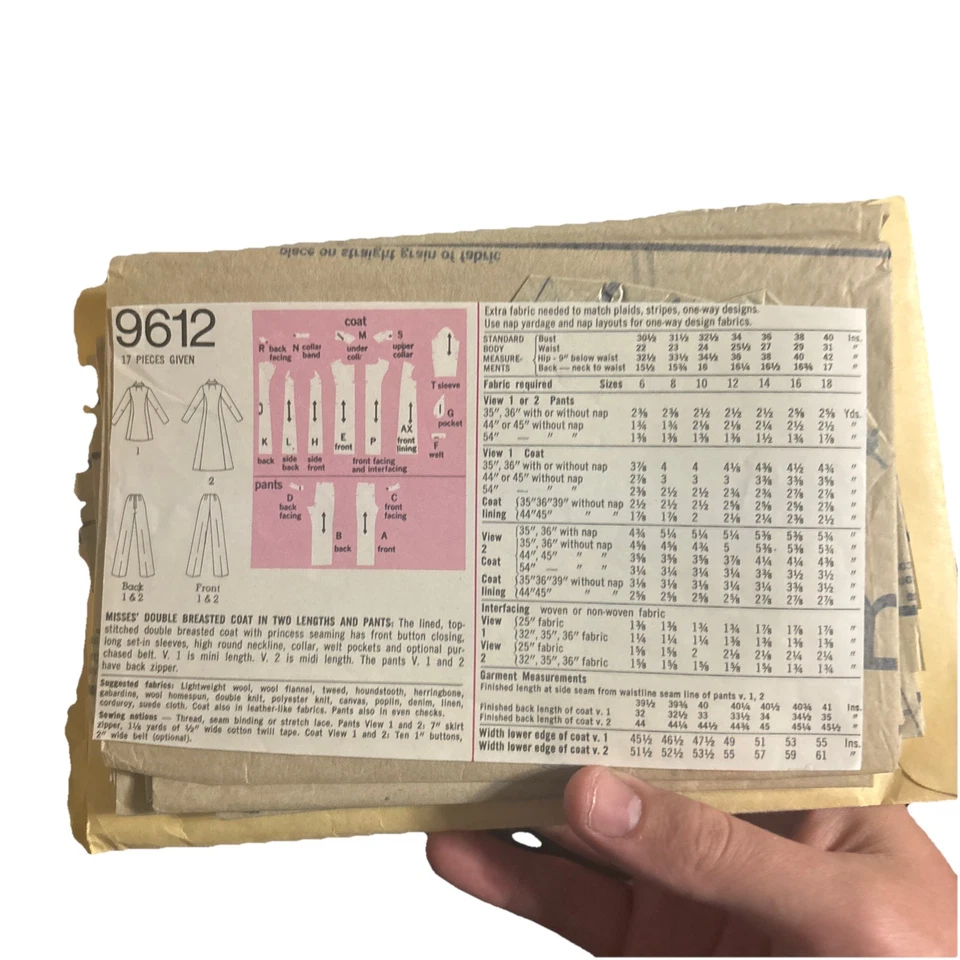 place on straight grain of fabric
9612
17 PIECES GIVEN
1
2
Back
1 & 2
Front
1 & 2
coat
R back facing
N collar band
M under coll:
S upper collar
T sleeve
G pocket
F welt
K back
L side back
H side front
E front
P
front facing and interfacing
AX front lining
pants
D back facing
C front facing
B back
A front
MISSES' DOUBLE BREASTED COAT IN TWO LENGTHS AND PANTS: The lined, top-
stitched double breasted coat with princess seaming has front button closing,
long set-in sleeves, high round neckline, collar, welt pockets and optional pur-
chased belt. V. 1 is mini length. V. 2 is midi length. The pants V. 1 and 2
have back zipper.
Suggested fabrics: Lightweight wool, wool flannel, tweed, houndstooth, herringbone,
gabardine, wool homespun, double knit, polyester knit, canvas, poplin, denim, linen,
corduroy, suede cloth. Coat also in leather-like fabrics. Pants also in even checks.
Sewing notions — Thread, seam binding or stretch lace. Pants View 1 and 2: 7" skirt
zipper, 1⅛ yards of ½" wide cotton twill tape. Coat View 1 and 2: Ten 1" buttons,
2" wide belt (optional).
Extra fabric needed to match plaids, stripes, one-way designs.
Use nap yardage and nap layouts for one-way design fabrics.
STANDARD Bust 30½ 31½ 32½ 34 36 38 40 Ins.
BODY Waist 22 23 24 25½ 27 29 31 "
MEASURE- Hip - 9" below waist 32½ 33½ 34½ 36 38 40 42 "
MENTS Back — neck to waist 15½ 15¾ 16 16¼ 16½ 16¾ 17 "
Fabric required Sizes 6 8 10 12 14 16 18
View 1 or 2 Pants
35", 36" with or without nap 2⅜ 2⅜ 2½ 2½ 2½ 2⅝ 2⅝ Yds.
44" or 45" without nap 1¾ 1¾ 2⅛ 2⅛ 2¼ 2½ 2½ "
54" — " " 1⅜ 1⅜ 1⅜ 1⅜ 1½ 1¾ 1⅞ "
View 1 Coat
35", 36" with or without nap 3⅞ 4 4 4⅛ 4⅜ 4½ 4¾ "
44" or 45" without nap 2⅞ 3 3 3 3⅜ 3⅜ 3⅝ "
54" — " " 2⅜ 2½ 2½ 2¾ 2¾ 2⅞ 2⅞ "
Coat 35"36"39" without nap 2½ 2½ 2½ 2⅝ 2⅝ 2⅝ 2¾ "
lining 44"45" " " 1⅞ 1⅞ 2 2⅛ 2¼ 2⅜ 2½ "
View 35", 36" with nap 4¾ 5¼ 5¼ 5¼ 5⅜ 5⅝ 5¾ "
2 35", 36" without nap 4⅝ 4⅝ 4¾ 5 5⅜ 5⅝ 5¾ "
Coat 44", 45" " " 3⅝ 3⅝ 3⅝ 3⅞ 4¼ 4¼ 4⅜ "
54" — " " 3¼ 3¼ 3¼ 3¼ 3⅜ 3½ 3½ "
Coat 35"36"39" without nap 3⅛ 3⅛ 3¼ 3¼ 3¼ 3⅜ 3½ "
lining 44"45" " " 2⅝ 2⅝ 2⅝ 2⅝ 2⅞ 2⅞ 2⅞ "
Interfacing woven or non-woven fabric
View 25" fabric 1⅜ 1⅜ 1¾ 1¾ 1⅞ 1⅞ 1⅞ "
1 32", 35", 36" fabric 1¼ 1¼ 1¼ 1⅜ 1⅜ 1⅜ 1⅜ "
View 25" fabric 1⅝ 1⅝ 2 2⅛ 2⅛ 2¼ 2¼ "
2 32", 35", 36" fabric 1⅝ 1⅝ 1⅝ 1⅝ 1⅝ 1¾ 1¾ "
Garment Measurements
Finished length at side seam from waistline seam line of pants v. 1, 2
39½ 39¾ 40 40¼ 40½ 40¾ 41 Ins.
Finished back length of coat v. 1 32 32½ 33 33½ 34 34½ 35 "
Finished back length of coat v. 2 44 44¼ 44½ 44¾ 45 45¼ 45½ "
Width lower edge of coat v. 1 45½ 46½ 47½ 49 51 53 55 Ins.
Width lower edge of coat v. 2 51½ 52½ 53½ 55 57 59 61 "